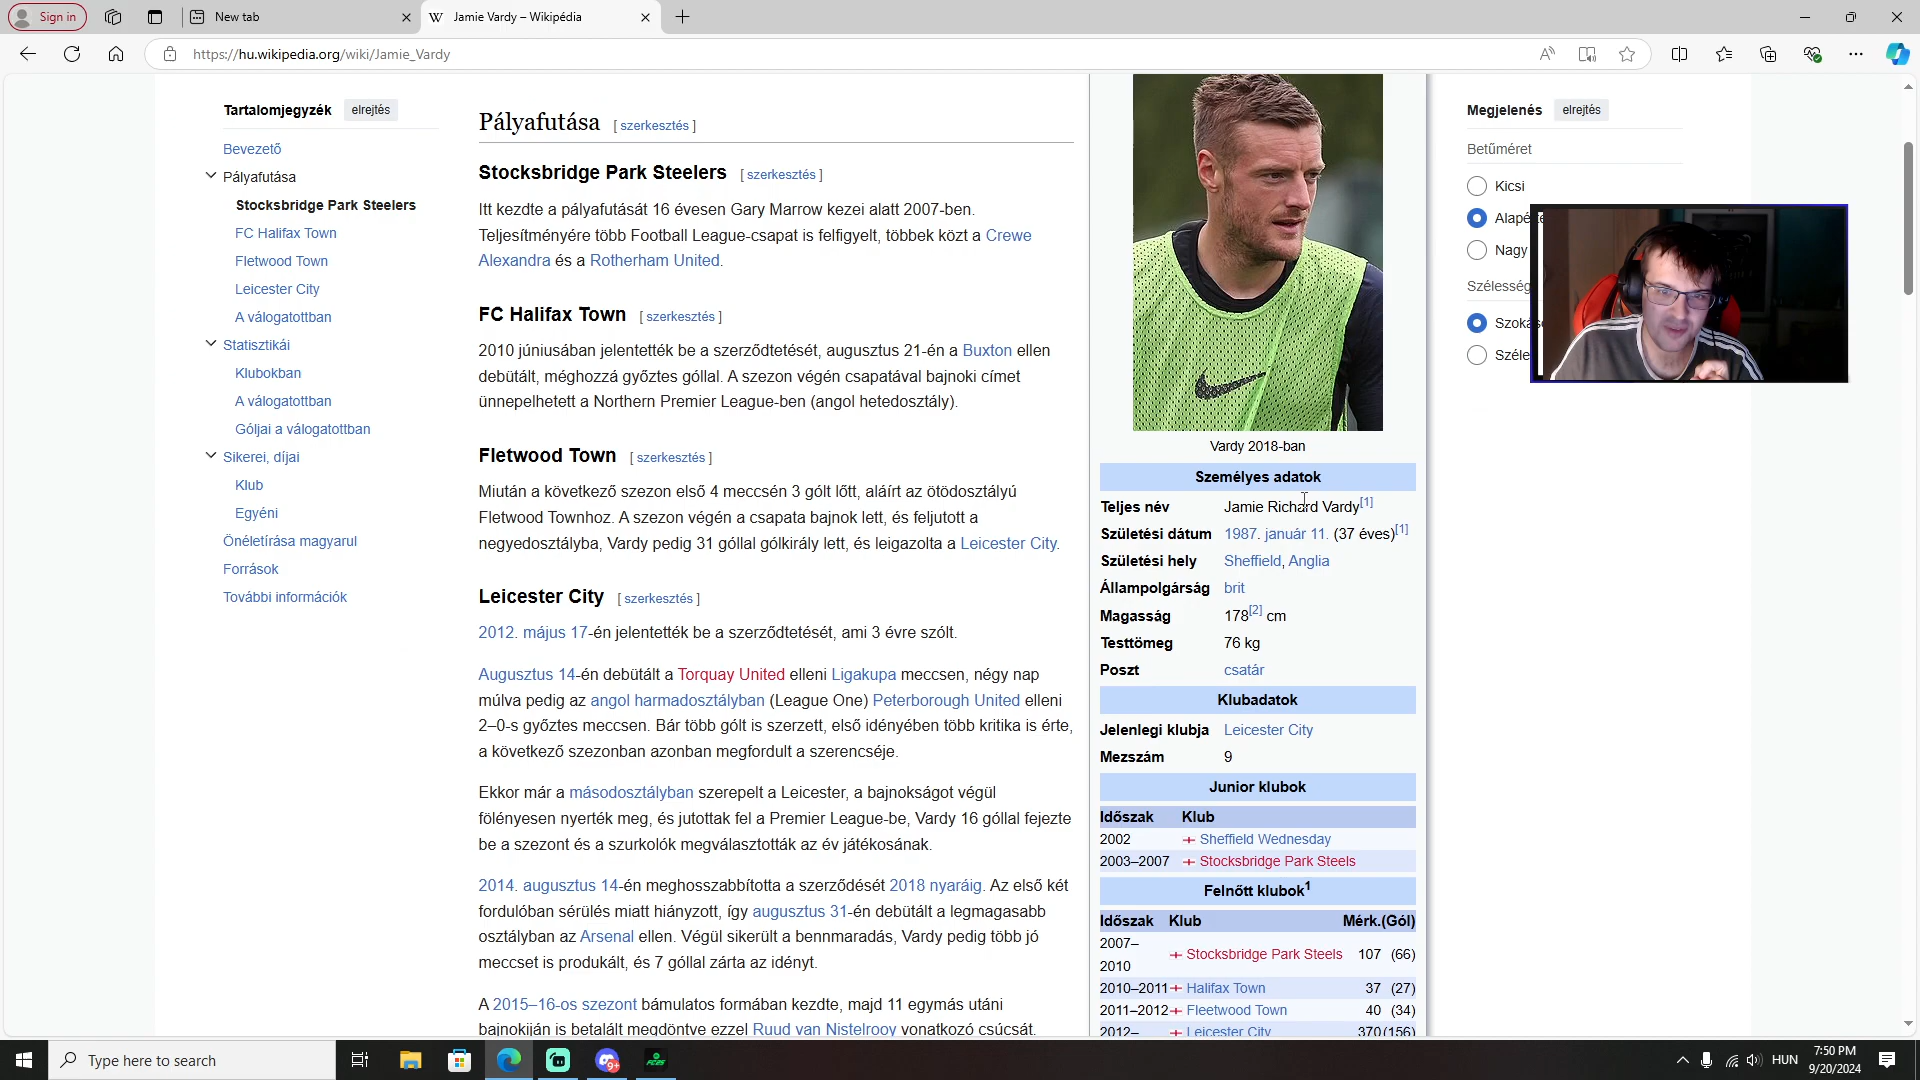 Sign in
New tab
Jamie Vardy – Wikipédia
https://hu.wikipedia.org/wiki/Jamie_Vardy
Tartalomjegyzék elrejtés
Bevezető
Pályafutása
Stocksbridge Park Steelers
FC Halifax Town
Fletwood Town
Leicester City
A válogatottban
Statisztikái
Klubokban
A válogatottban
Góljai a válogatottban
Sikerei, díjai
Klub
Egyéni
Önéletírása magyarul
Források
További információk
Pályafutása [ szerkesztés ]
Stocksbridge Park Steelers [ szerkesztés ]
Itt kezdte a pályafutását 16 évesen Gary Marrow kezei alatt 2007-ben.
Teljesítményére több Football League-csapat is felfigyelt, többek közt a Crewe
Alexandra és a Rotherham United.
FC Halifax Town [ szerkesztés ]
2010 júniusában jelentették be a szerződtetését, augusztus 21-én a Buxton ellen
debütált, méghozzá győztes góllal. A szezon végén csapatával bajnoki címet
ünnepelhetett a Northern Premier League-ben (angol hetedosztály).
Fletwood Town [ szerkesztés ]
Miután a következő szezon első 4 meccsén 3 gólt lőtt, aláírt az ötödosztályú
Fletwood Townhoz. A szezon végén a csapata bajnok lett, és feljutott a
negyedosztályba, Vardy pedig 31 góllal gólkirály lett, és leigazolta a Leicester City.
Leicester City [ szerkesztés ]
2012. május 17-én jelentették be a szerződtetését, ami 3 évre szólt.
Augusztus 14-én debütált a Torquay United elleni Ligakupa meccsen, négy nap
múlva pedig az angol harmadosztályban (League One) Peterborough United elleni
2–0-s győztes meccsen. Bár több gólt is szerzett, első idényében több kritika is érte,
a következő szezonban azonban megfordult a szerencséje.
Ekkor már a másodosztályban szerepelt a Leicester, a bajnokságot végül
fölényesen nyerték meg, és jutottak fel a Premier League-be, Vardy 16 góllal fejezte
be a szezont és a szurkolók megválasztották az év játékosának.
2014. augusztus 14-én meghosszabbította a szerződését 2018 nyaráig. Az első két
fordulóban sérülés miatt hiányzott, így augusztus 31-én debütált a legmagasabb
osztályban az Arsenal ellen. Végül sikerült a bennmaradás, Vardy pedig több jó
meccset is produkált, és 7 góllal zárta az idényt.
A 2015–16-os szezont bámulatos formában kezdte, majd 11 egymás utáni
bajnokiján is betalált megdöntve ezzel Ruud van Nistelrooy vonatkozó csúcsát.
Vardy 2018-ban
Személyes adatok
Teljes név Jamie Richard Vardy[1]
Születési dátum 1987. január 11. (37 éves)[1]
Születési hely Sheffield, Anglia
Állampolgárság brit
Magasság 178[2] cm
Testtömeg 76 kg
Poszt csatár
Klubadatok
Jelenlegi klubja Leicester City
Mezszám 9
Junior klubok
Időszak Klub
2002 Sheffield Wednesday
2003–2007 Stocksbridge Park Steels
Felnőtt klubok1
Időszak Klub Mérk.(Gól)
2007–
2010 Stocksbridge Park Steels 107 (66)
2010–2011 Halifax Town 37 (27)
2011–2012 Fleetwood Town 40 (34)
2012– Leicester City 370(156)
Megjelenés elrejtés
Betűméret
Kicsi
Nagy
Type here to search
HUN
7:50 PM
9/20/2024